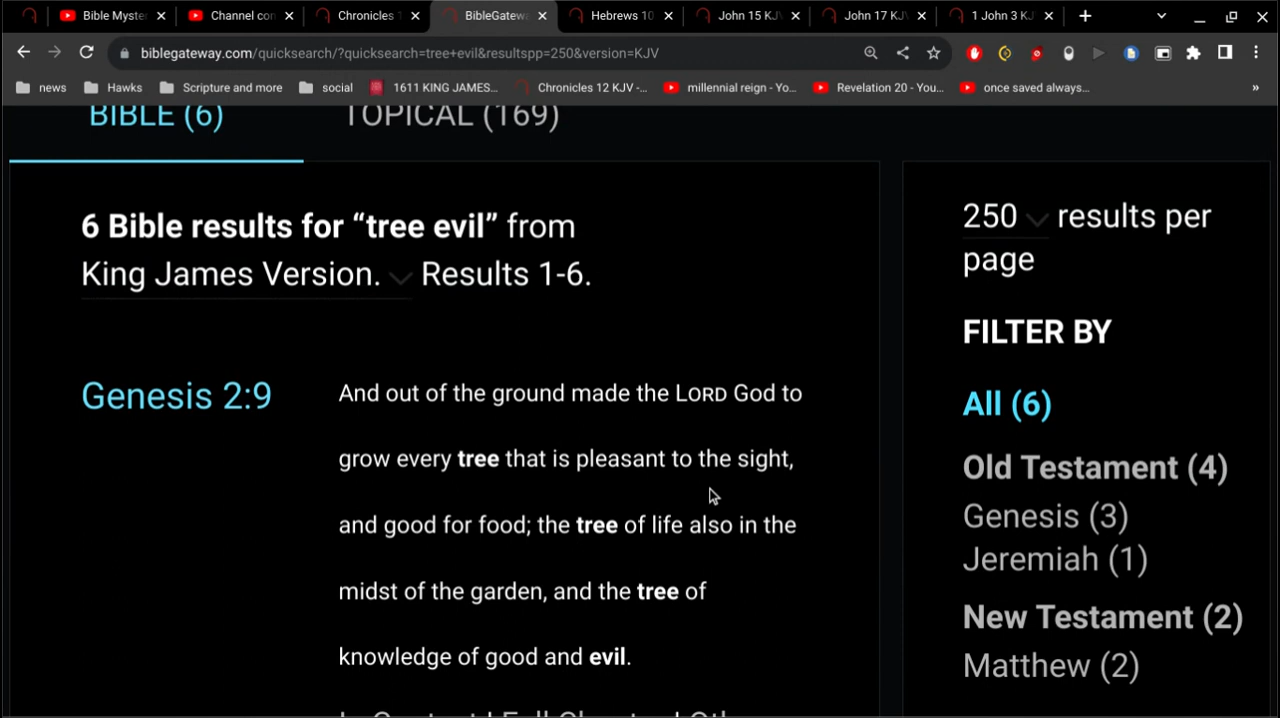 Bible Myste
Channel con
Chronicles 1
BibleGatewa
Hebrews 10
John 15 KJV
John 17 KJV
1 John 3 KJ
biblegateway.com/quicksearch/?quicksearch=tree+evil&resultspp=250&version=KJV
news
Hawks
Scripture and more
social
1611 KING JAMES...
Chronicles 12 KJV -...
millennial reign - Yo...
Revelation 20 - You...
once saved always...
»
BIBLE (6)
TOPICAL (169)
6 Bible results for “tree evil” from
King James Version. Results 1-6.
Genesis 2:9
And out of the ground made the LORD God to
grow every tree that is pleasant to the sight,
and good for food; the tree of life also in the
midst of the garden, and the tree of
knowledge of good and evil.
250 results per
page
FILTER BY
All (6)
Old Testament (4)
Genesis (3)
Jeremiah (1)
New Testament (2)
Matthew (2)